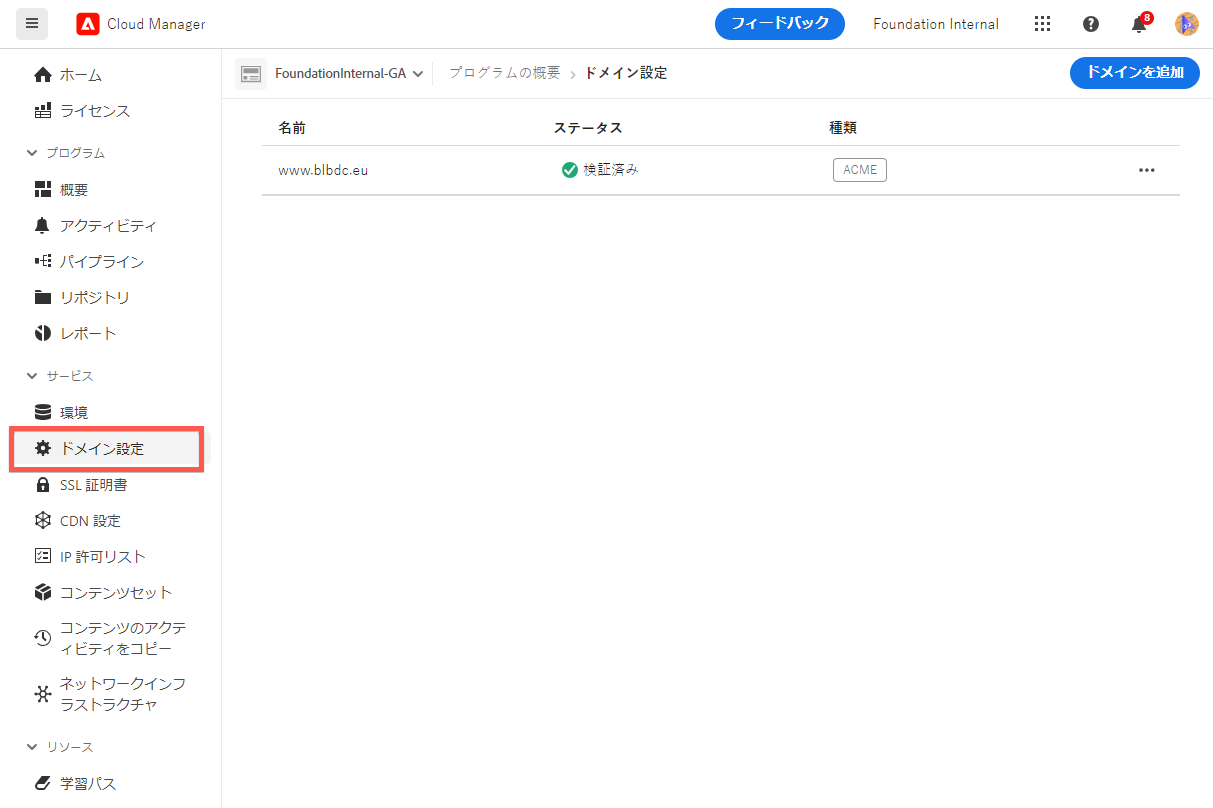 Cloud Manager
フィードバック
Foundation Internal
8
ホーム
ライセンス
プログラム
概要
アクティビティ
パイプライン
リポジトリ
レポート
サービス
環境
ドメイン設定
SSL 証明書
CDN 設定
IP 許可リスト
コンテンツセット
コンテンツのアクテ
ィビティをコピー
ネットワークインフ
ラストラクチャ
リソース
学習パス
FoundationInternal-GA
プログラムの概要 › ドメイン設定
ドメインを追加
名前 ステータス 種類
www.blbdc.eu 検証済み ACME